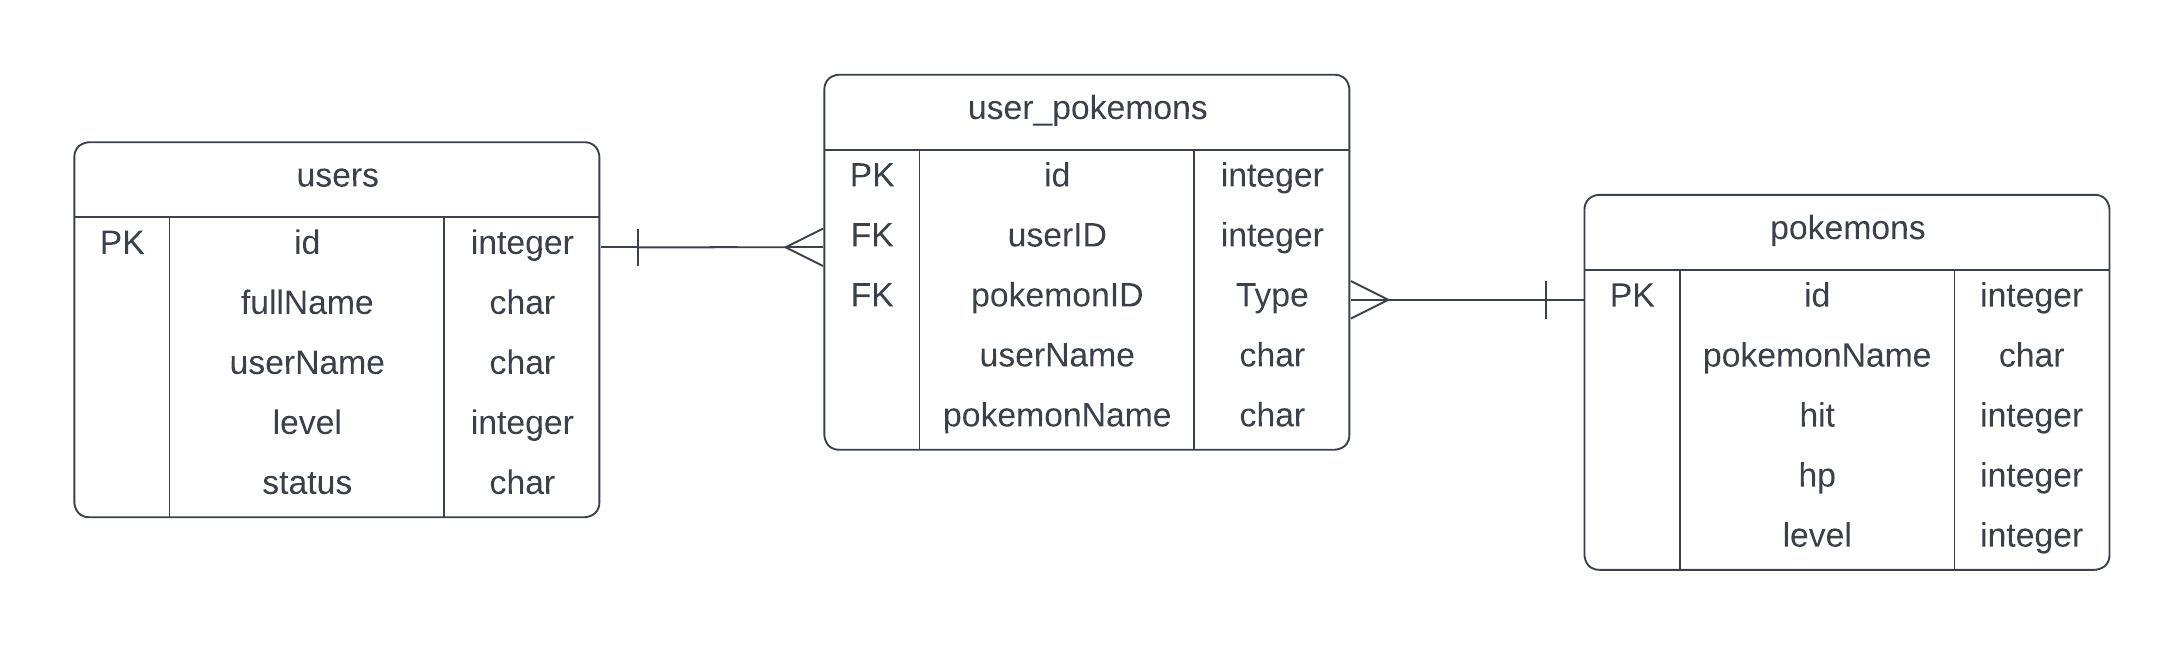 users
PK id integer
fullName char
userName char
level integer
status char
user_pokemons
PK id integer
FK userID integer
FK pokemonID Type
userName char
pokemonName char
pokemons
PK id integer
pokemonName char
hit integer
hp integer
level integer